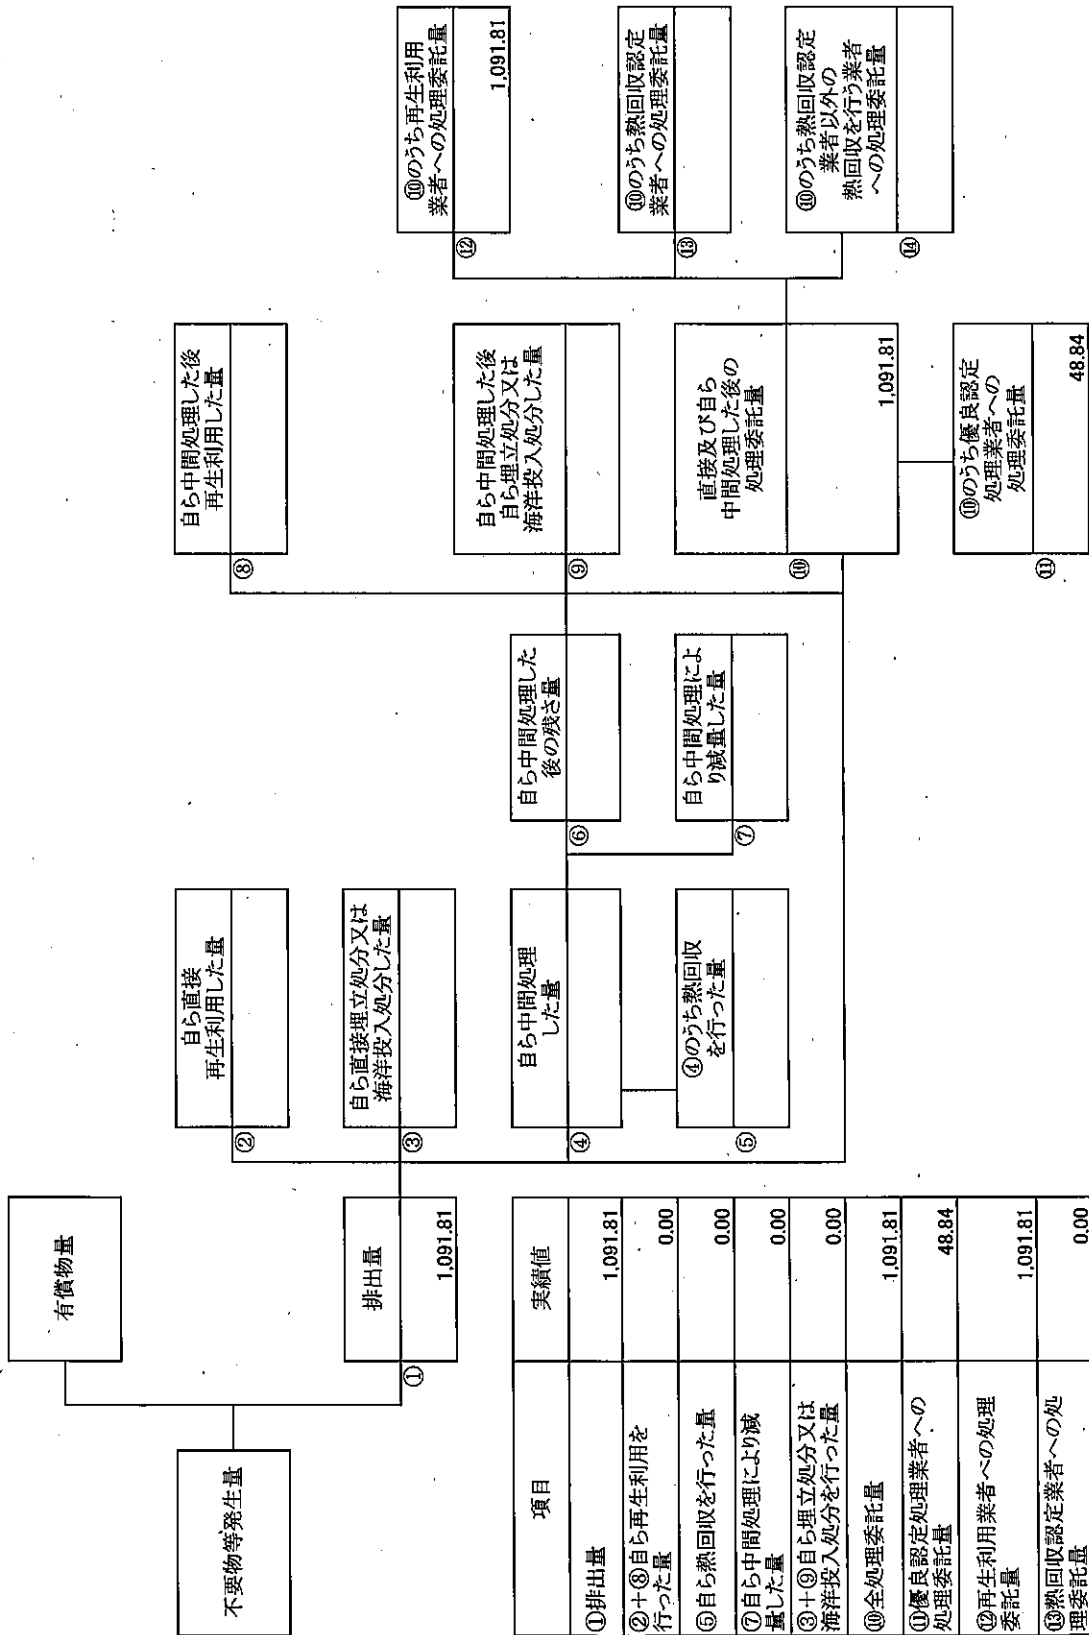 不要物等発生量
有償物量
排出量
①
1,091.81
自ら直接
再生利用した量
②
自ら直接埋立処分又は
海洋投入処分した量
③
自ら中間処理
した量
④
④のうち熱回収
を行った量
⑤
自ら中間処理した
後の残さ量
⑥
自ら中間処理によ
り減量した量
⑦
自ら中間処理した後
再生利用した量
⑧
自ら中間処理した後
自ら埋立処分又は
海洋投入処分した量
⑨
直接及び自ら
中間処理した後の
処理委託量
⑩
1,091.81
⑩のうち優良認定
処理業者への
処理委託量
⑪
48.84
⑩のうち再生利用
業者への処理委託量
⑫
1,091.81
⑩のうち熱回収認定
業者への処理委託量
⑬
⑩のうち熱回収認定
業者以外の
熱回収を行う業者
への処理委託量
⑭
項目 実績値
①排出量 1,091.81
②+⑧自ら再生利用を
行った量 0.00
⑤自ら熱回収を行った量 0.00
⑦自ら中間処理により減
量した量 0.00
③+⑨自ら埋立処分又は
海洋投入処分を行った量 0.00
⑩全処理委託量 1,091.81
⑪優良認定処理業者への
処理委託量 48.84
⑫再生利用業者への処理
委託量 1,091.81
⑬熱回収認定業者への処
理委託量 0.00